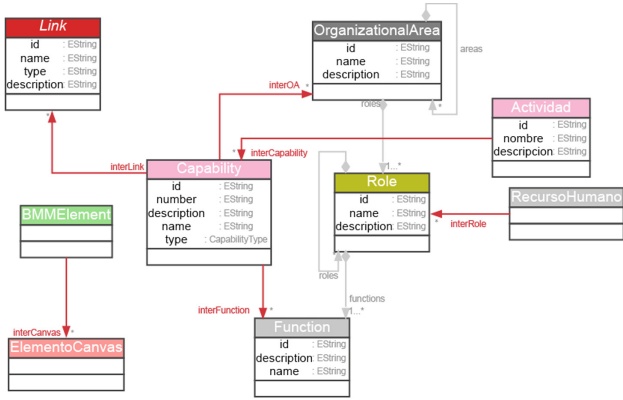 Link
id : EString
name : EString
type : EString
description : EString
*
interLink
OrganizationalArea
id : EString
name : EString
description : EString
areas
*
interOA *
roles
1...*
Actividad
id : EString
nombre : EString
descripcion : EString
* interCapability
Capability
id : EString
number : EString
description : EString
name : EString
type : CapabilityType
Role
id : EString
name : EString
description : EString
roles
RecursoHumano
*
interRole
BMMElement
interCanvas *
ElementoCanvas
interFunction *
functions
1...*
Function
id : EString
description : EString
name : EString